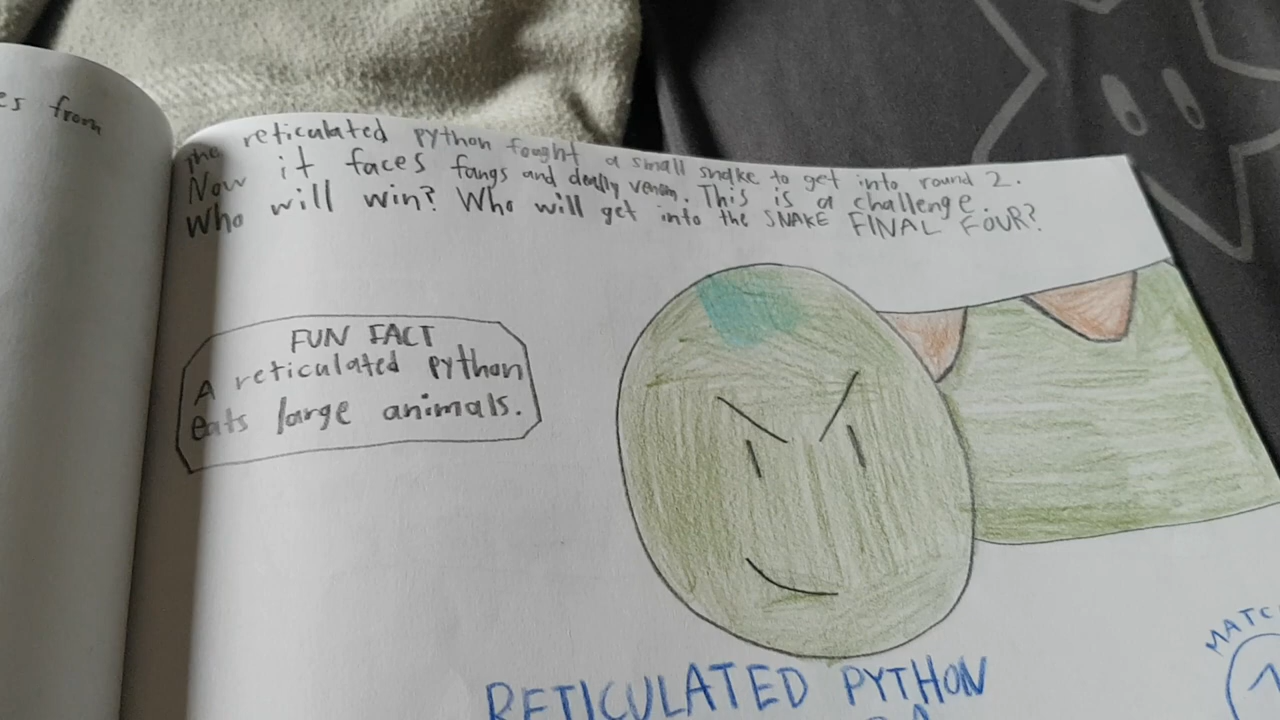 es from
The reticulated python fought a small snake to get into round 2.
Now it faces fangs and deadly venom. This is a challenge.
Who will win? Who will get into the SNAKE FINAL FOUR?
FUN FACT
A reticulated python
eats large animals.
RETICULATED PYTHON
MATC